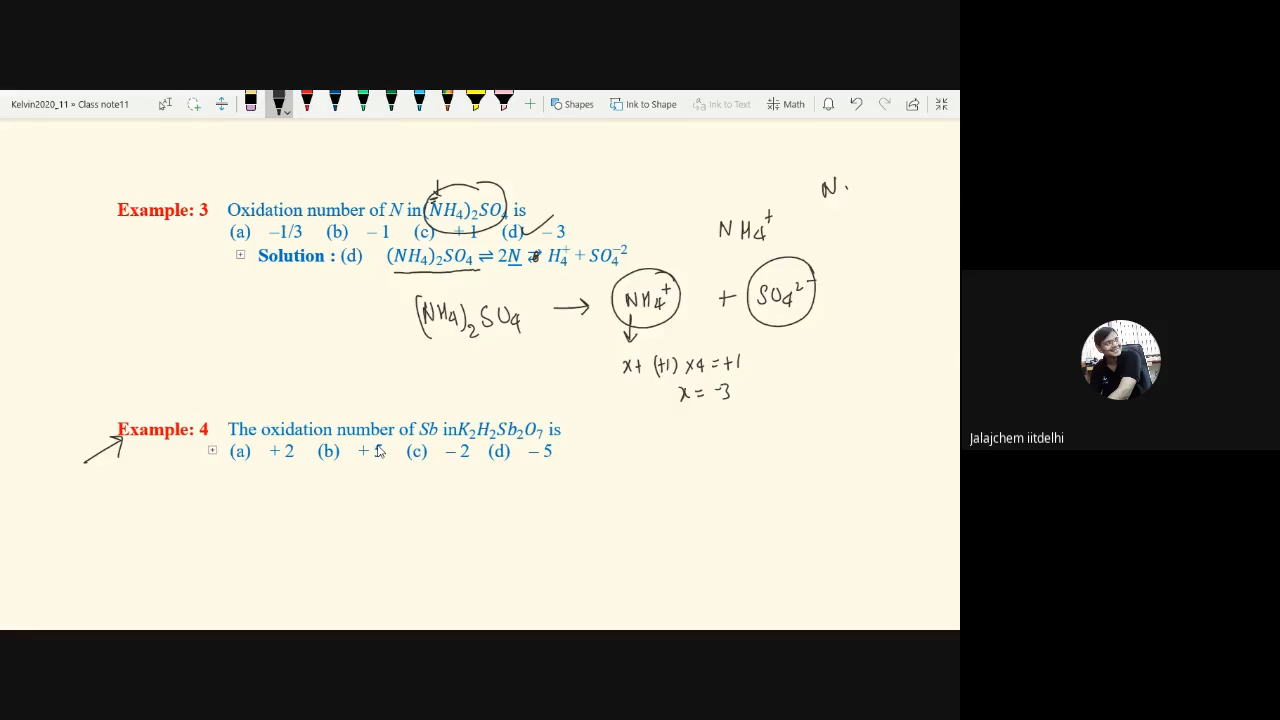 Kelvin2020_11 » Class note11
Shapes
Ink to Shape
Ink to Text
Math
Example: 3 Oxidation number of N in (NH₄)₂SO₄ is
(a) –1/3 (b) – 1 (c) + 1 (d) – 3
Solution : (d) (NH₄)₂SO₄ ⇌ 2N H₄⁺ + SO₄⁻²
N.
NH₄⁺
(NH₄)₂SO₄ → NH₄⁺ + SO₄²⁻
x + (+1) × 4 = +1
x = -3
Example: 4 The oxidation number of Sb inK₂H₂Sb₂O₇ is
(a) + 2 (b) + 5 (c) – 2 (d) – 5
Jalajchem iitdelhi